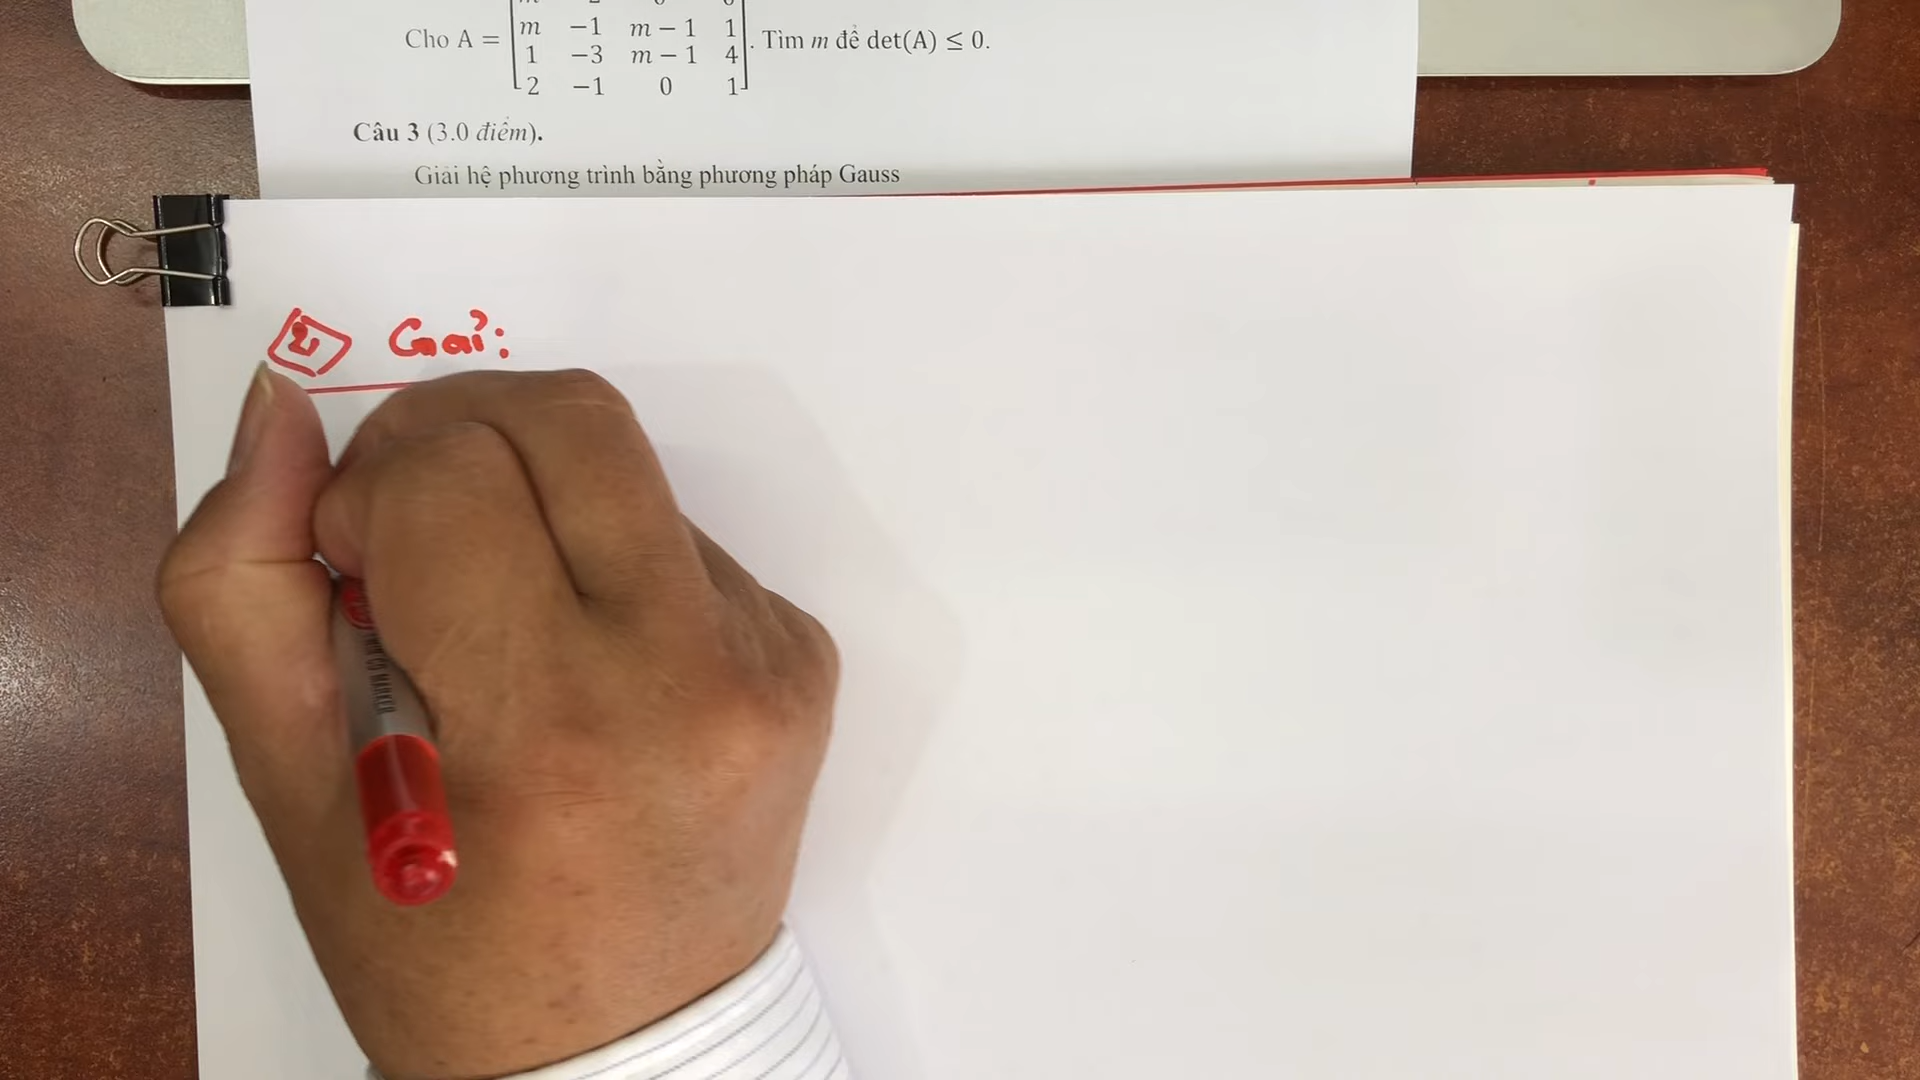 Cho A =
m −1 m − 1 1
1 −3 m − 1 4
2 −1 0 1
. Tìm m để det(A) ≤ 0.
Câu 3 (3.0 điểm).
Giải hệ phương trình bằng phương pháp Gauss
2 Giải:
MARKER